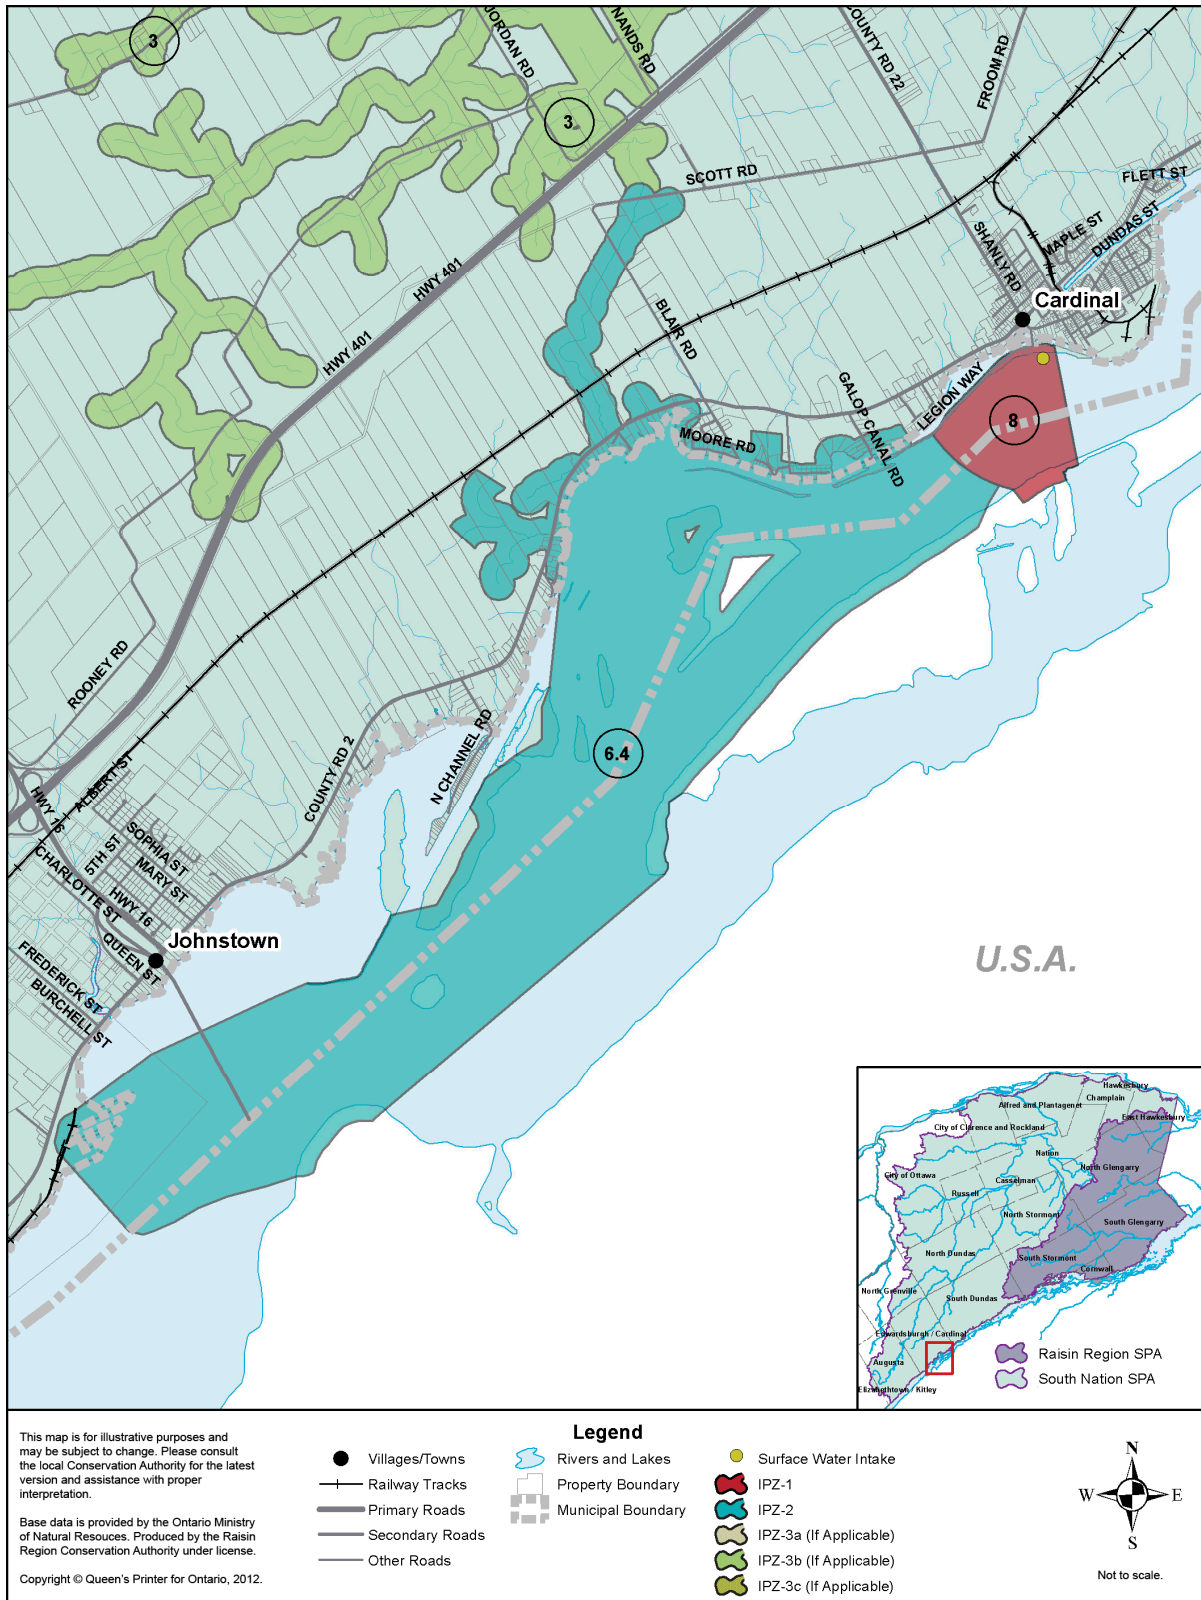 3
JORDAN RD
NANDS RD
COUNTY RD 22
FROOM RD
3
SCOTT RD
FLETT ST
MAPLE ST
DUNDAS ST
SHANLY RD
HWY 401
HWY 401
Cardinal
BLAIR RD
GALOP CANAL RD
LEGION WAY
8
MOORE RD
ROONEY RD
N CHANNEL RD
6.4
COUNTY RD 2
ALBERT ST
HWY 16
SOPHIA ST
5TH ST
MARY ST
CHARLOTTE ST
HWY 16
QUEEN ST
Johnstown
FREDERICK ST
BURCHELL ST
U.S.A.
Hawkesbury
Champlain
Alfred and Plantagenet
East Hawkesbury
City of Clarence and Rockland
Nation
North Glengarry
City of Ottawa
Casselman
Russell
North Stormont
South Glengarry
North Dundas
South Stormont
Cornwall
North Grenville
South Dundas
Edwardsburgh / Cardinal
Augusta
Elizabethtown / Kitley
Raisin Region SPA
South Nation SPA
This map is for illustrative purposes and
may be subject to change. Please consult
the local Conservation Authority for the latest
version and assistance with proper
interpretation.
Base data is provided by the Ontario Ministry
of Natural Resouces. Produced by the Raisin
Region Conservation Authority under license.
Copyright © Queen's Printer for Ontario, 2012.
Legend
Villages/Towns
Railway Tracks
Primary Roads
Secondary Roads
Other Roads
Rivers and Lakes
Property Boundary
Municipal Boundary
Surface Water Intake
IPZ-1
IPZ-2
IPZ-3a (If Applicable)
IPZ-3b (If Applicable)
IPZ-3c (If Applicable)
N
W
E
S
Not to scale.